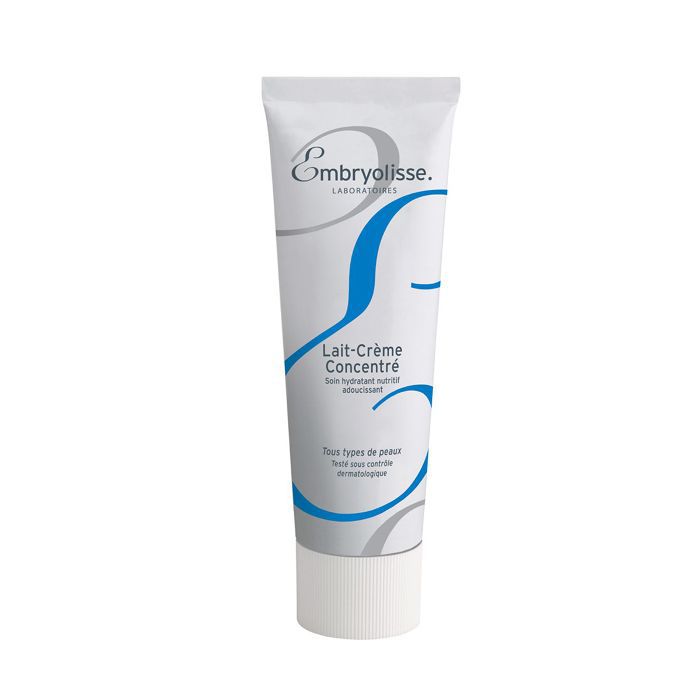 Embryolisse.
LABORATOIRES
Lait-Crème
Concentré
Soin hydratant nutritif
adoucissant
Tous types de peaux
Testé sous contrôle
dermatologique